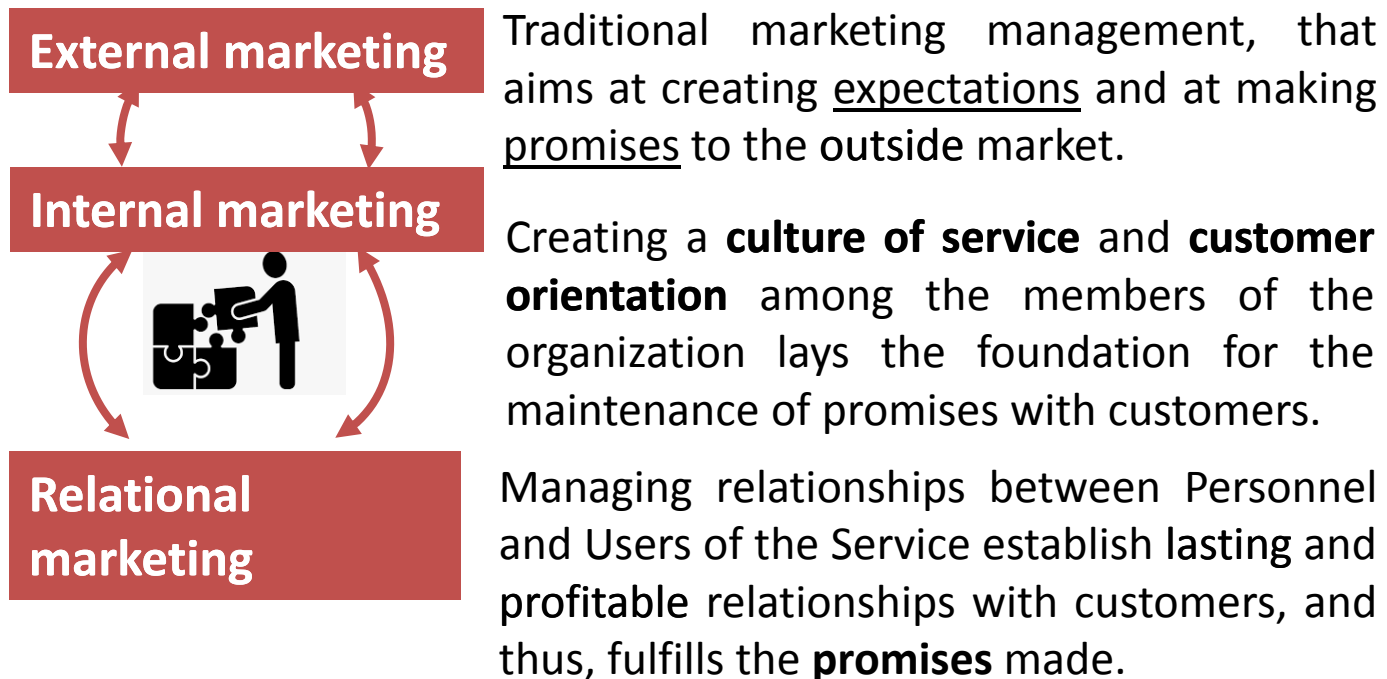 External marketing
Traditional marketing management, that
aims at creating expectations and at making
promises to the outside market.
Internal marketing
Creating a culture of service and customer
orientation among the members of the
organization lays the foundation for the
maintenance of promises with customers.
Relational
marketing
Managing relationships between Personnel
and Users of the Service establish lasting and
profitable relationships with customers, and
thus, fulfills the promises made.